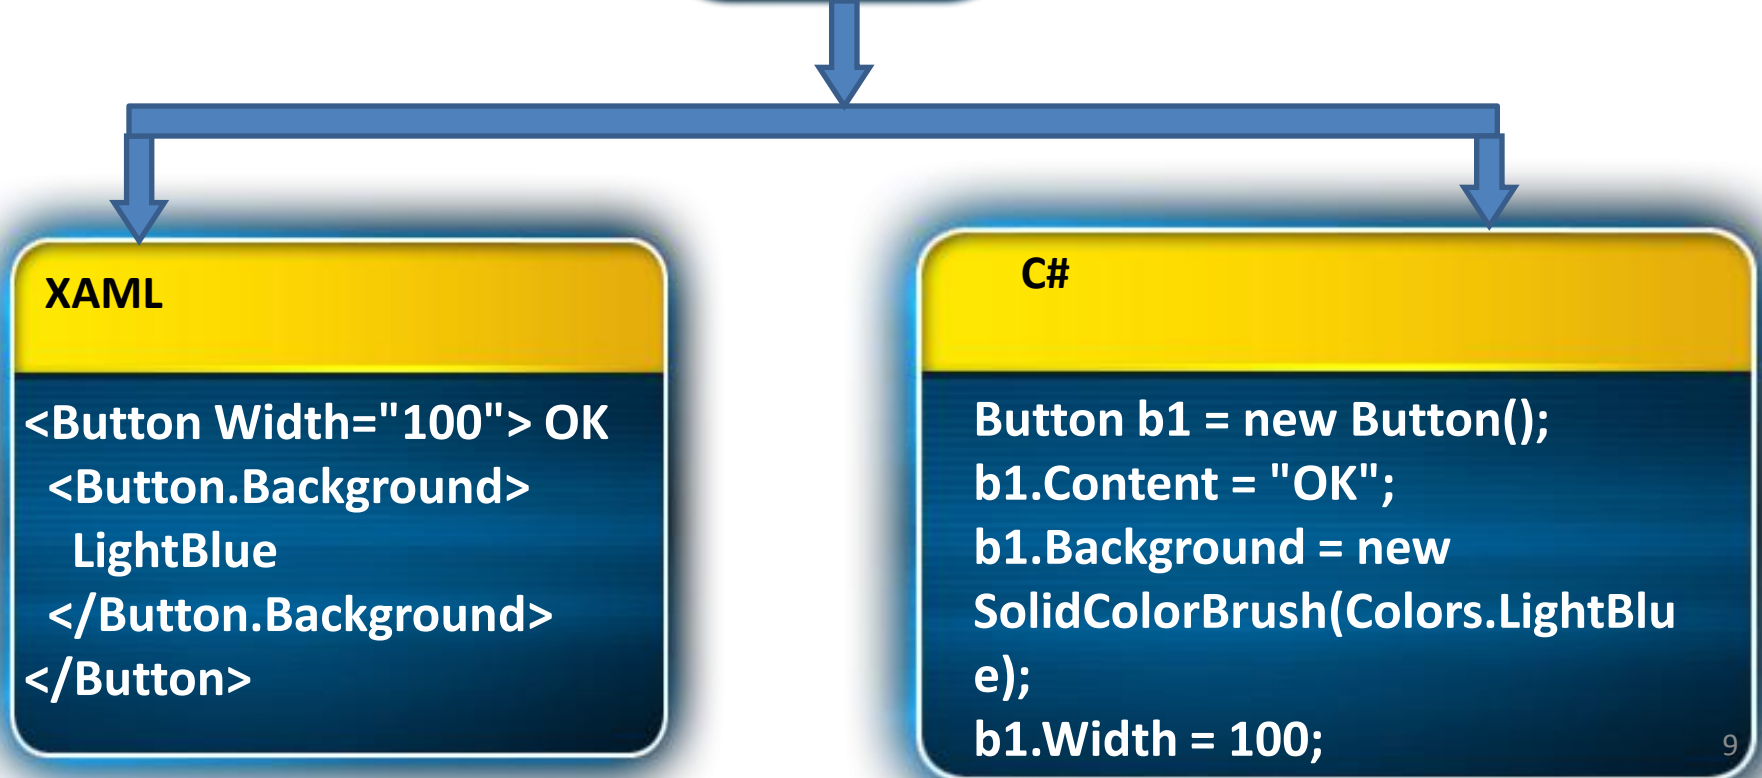 XAML
<Button Width="100"> OK
<Button.Background>
LightBlue
</Button.Background>
</Button>
C#
Button b1 = new Button();
b1.Content = "OK";
b1.Background = new
SolidColorBrush(Colors.LightBlu
e);
b1.Width = 100;
9